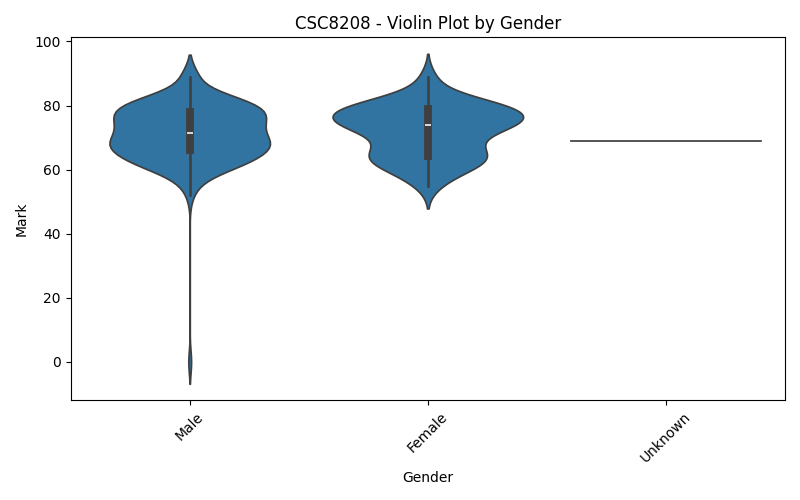 CSC8208 - Violin Plot by Gender
Mark
100
80
60
40
20
0
Male
Female
Unknown
Gender